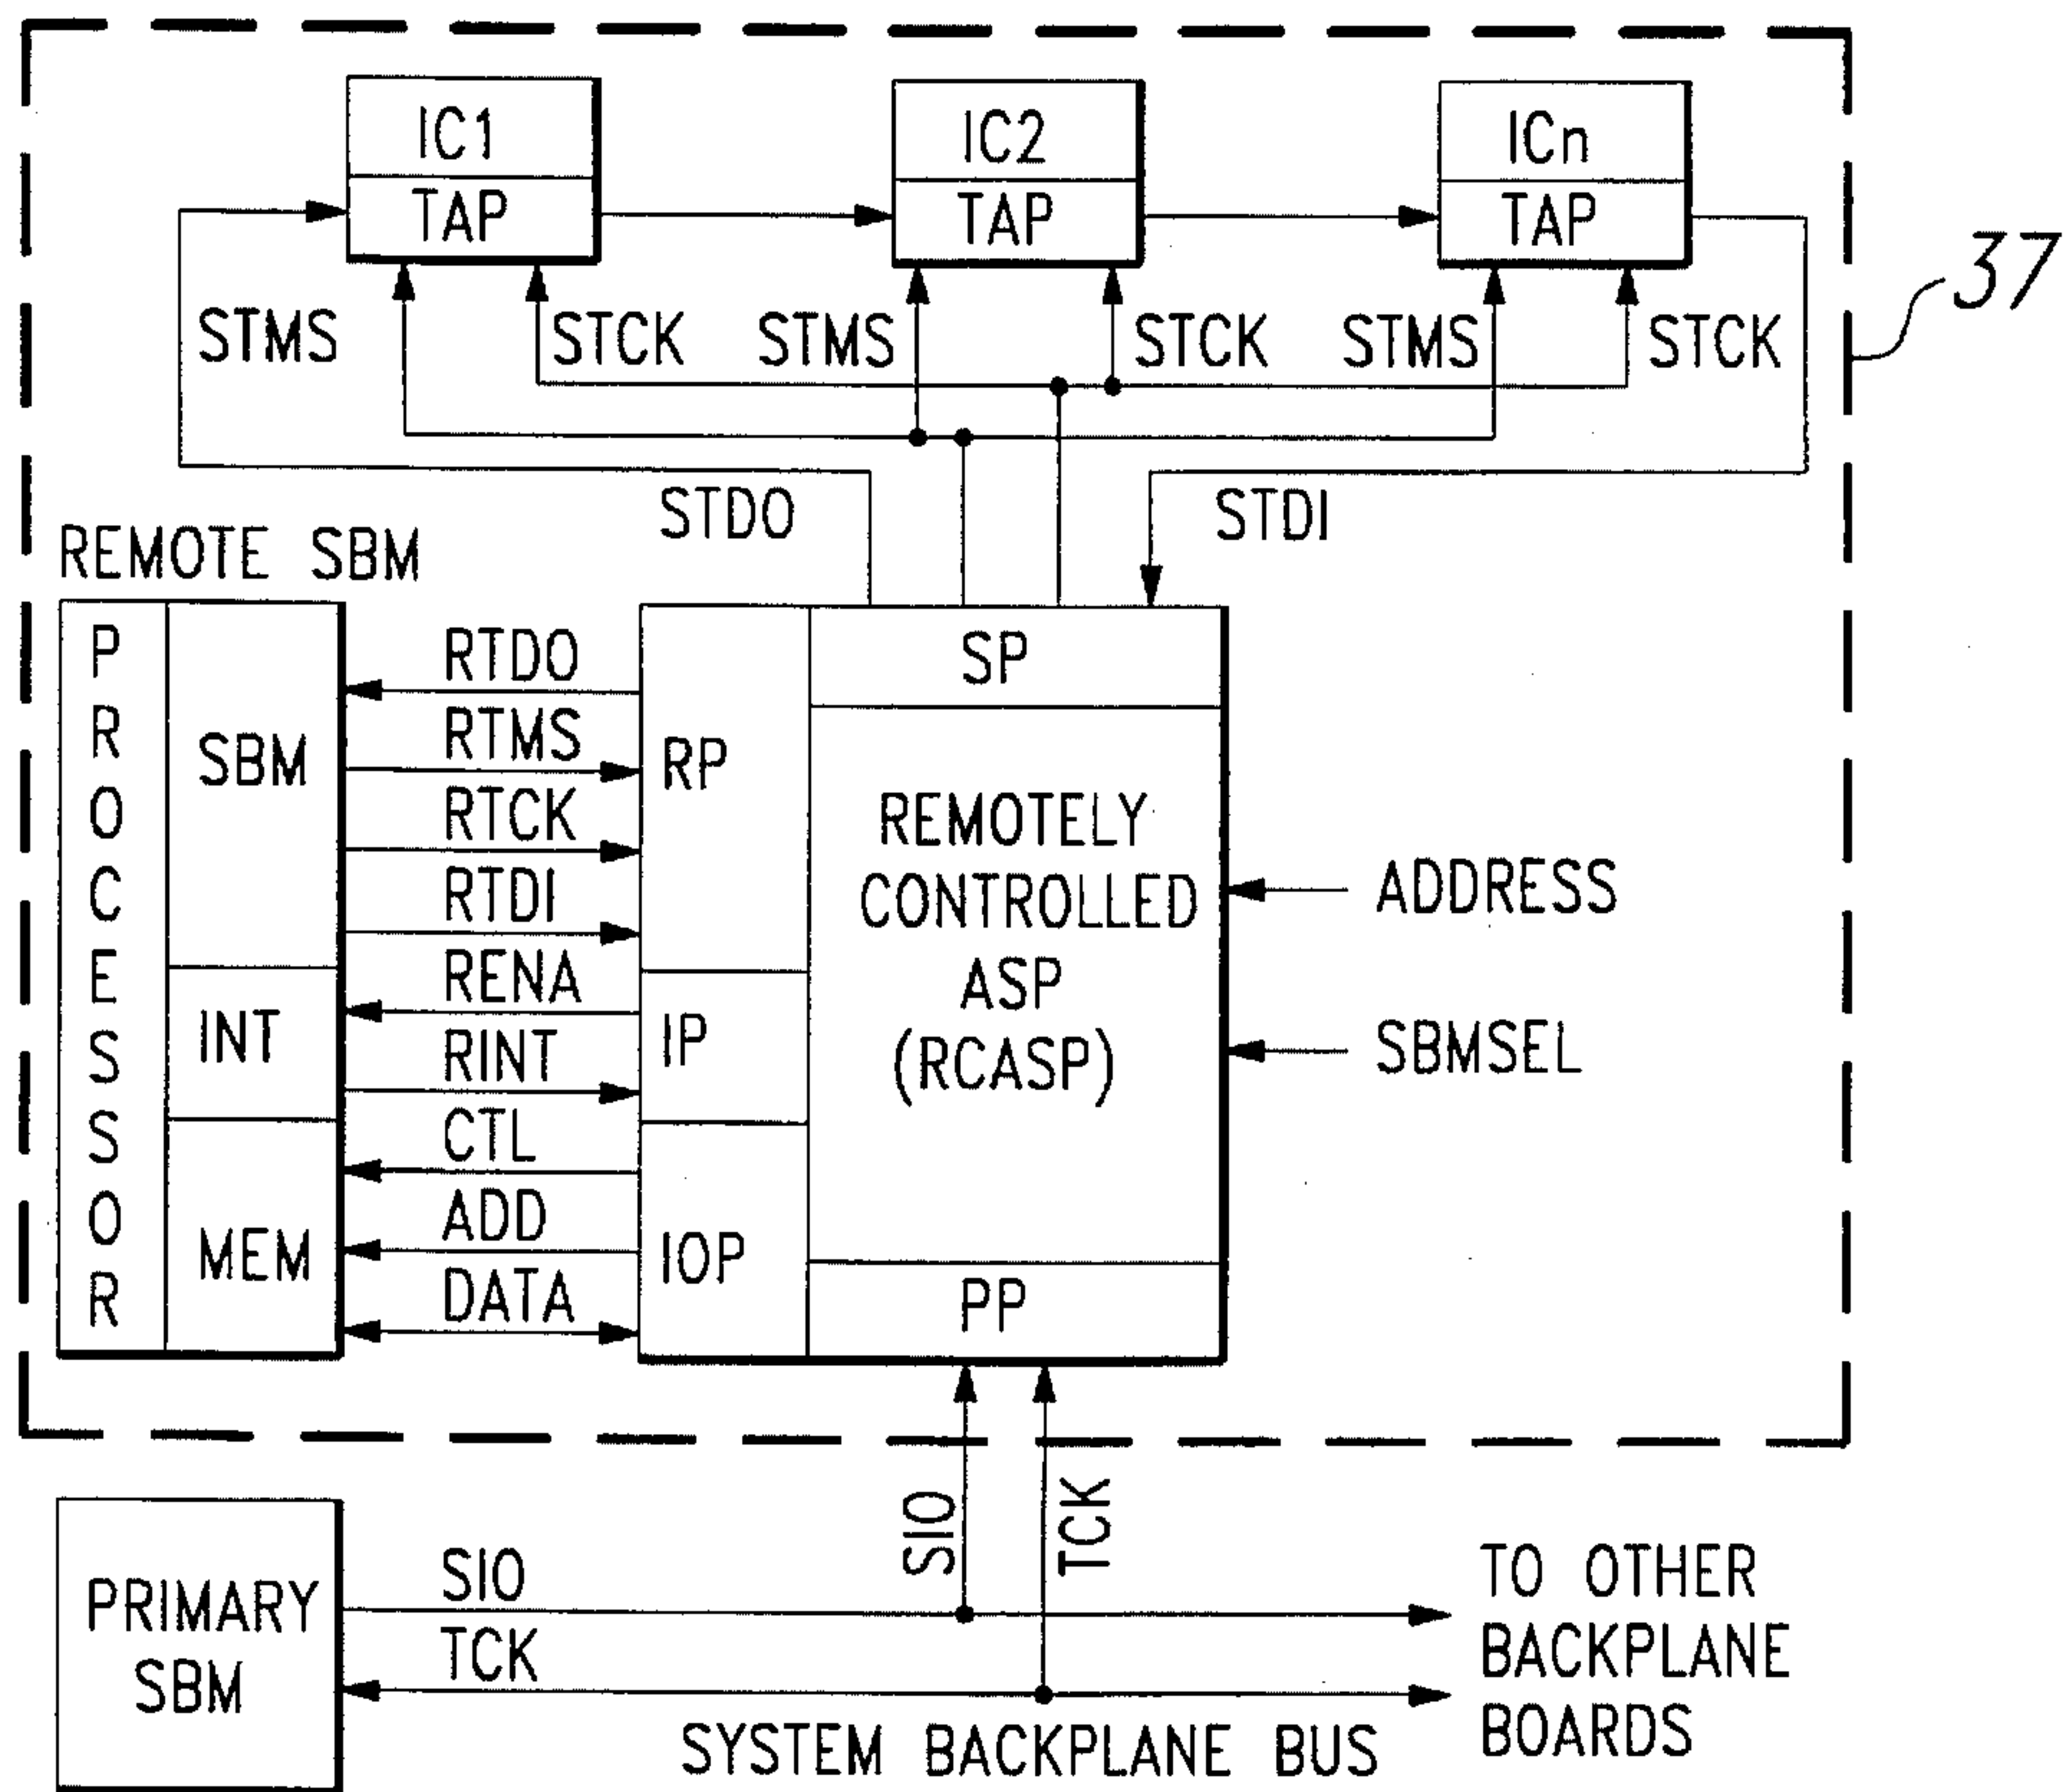 IC1
TAP
IC2
TAP
ICn
TAP
37
STMS
STCK
STMS
STCK
STMS
STCK
STDO
STDI
REMOTE SBM
PROCESSOR
SBM
INT
MEM
RTDO
RTMS
RTCK
RTDI
RENA
RINT
CTL
ADD
DATA
RP
IP
IOP
SP
REMOTELY
CONTROLLED
ASP
(RCASP)
PP
ADDRESS
SBMSEL
SIO
TCK
PRIMARY
SBM
SIO
TCK
SYSTEM BACKPLANE BUS
TO OTHER
BACKPLANE
BOARDS